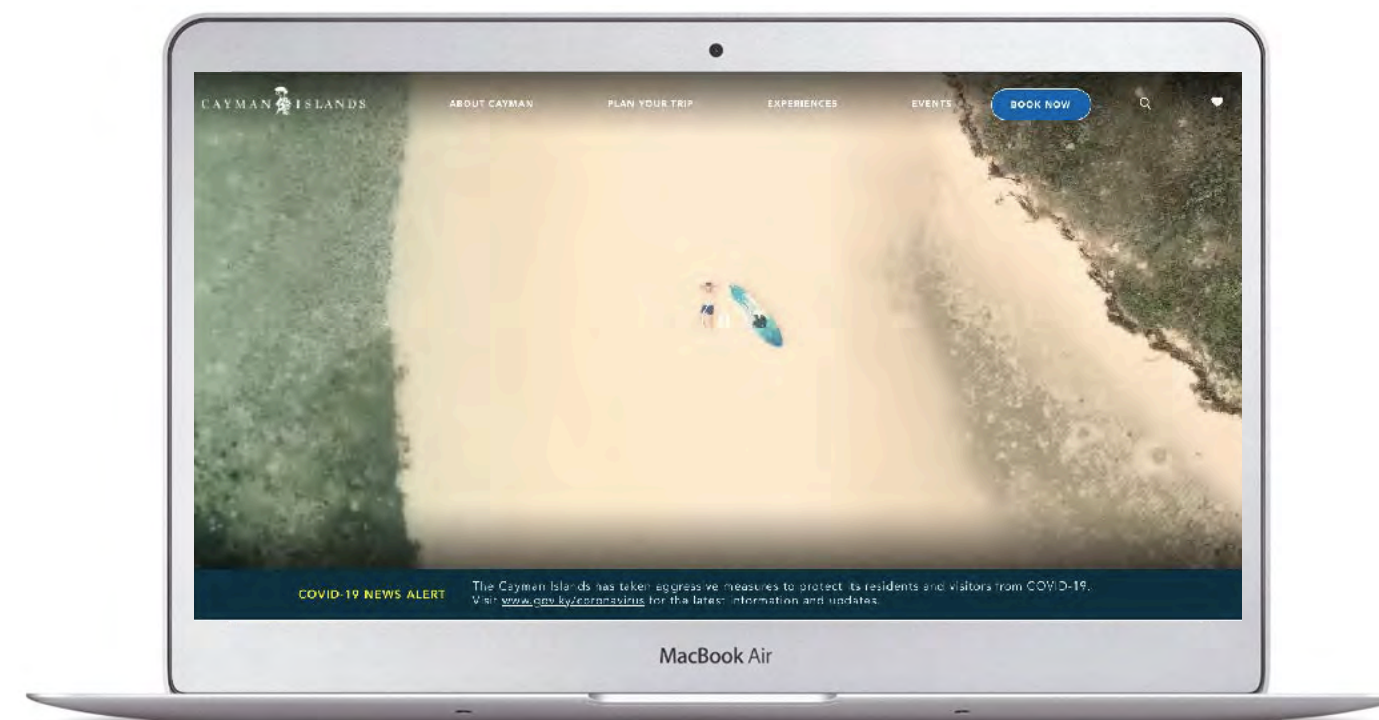 CAYMAN ISLANDS
ABOUT CAYMAN
PLAN YOUR TRIP
EXPERIENCES
EVENTS
BOOK NOW
COVID-19 NEWS ALERT
The Cayman Islands has taken aggressive measures to protect its residents and visitors from COVID-19.
Visit www.gov.ky/coronavirus for the latest information and updates.
MacBook Air